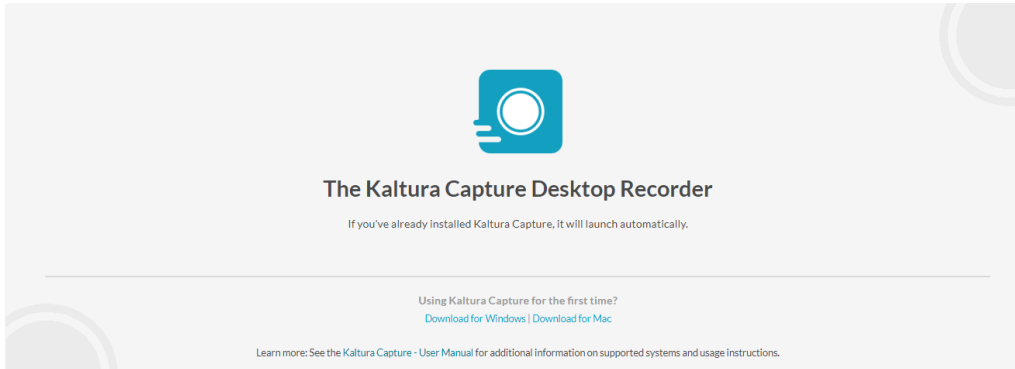 The Kaltura Capture Desktop Recorder
If you've already installed Kaltura Capture, it will launch automatically.
Using Kaltura Capture for the first time?
Download for Windows | Download for Mac
Learn more: See the Kaltura Capture - User Manual for additional information on supported systems and usage instructions.